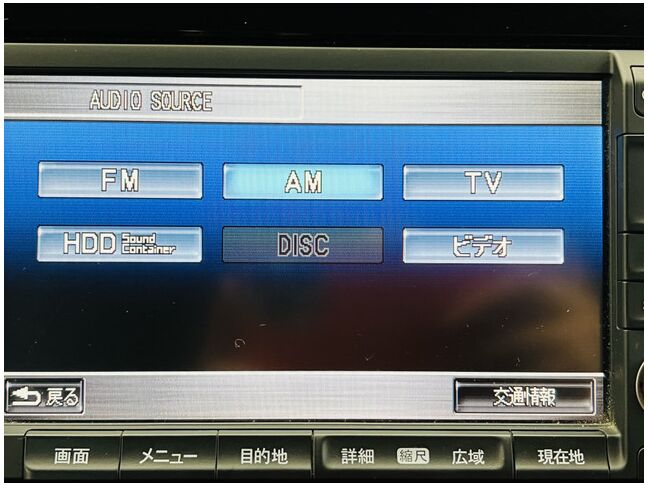 AUDIO SOURCE
FM AM TV
HDD Sound Container DISC ビデオ
戻る 交通情報
画面 メニュー 目的地 詳細 縮尺 広域 現在地